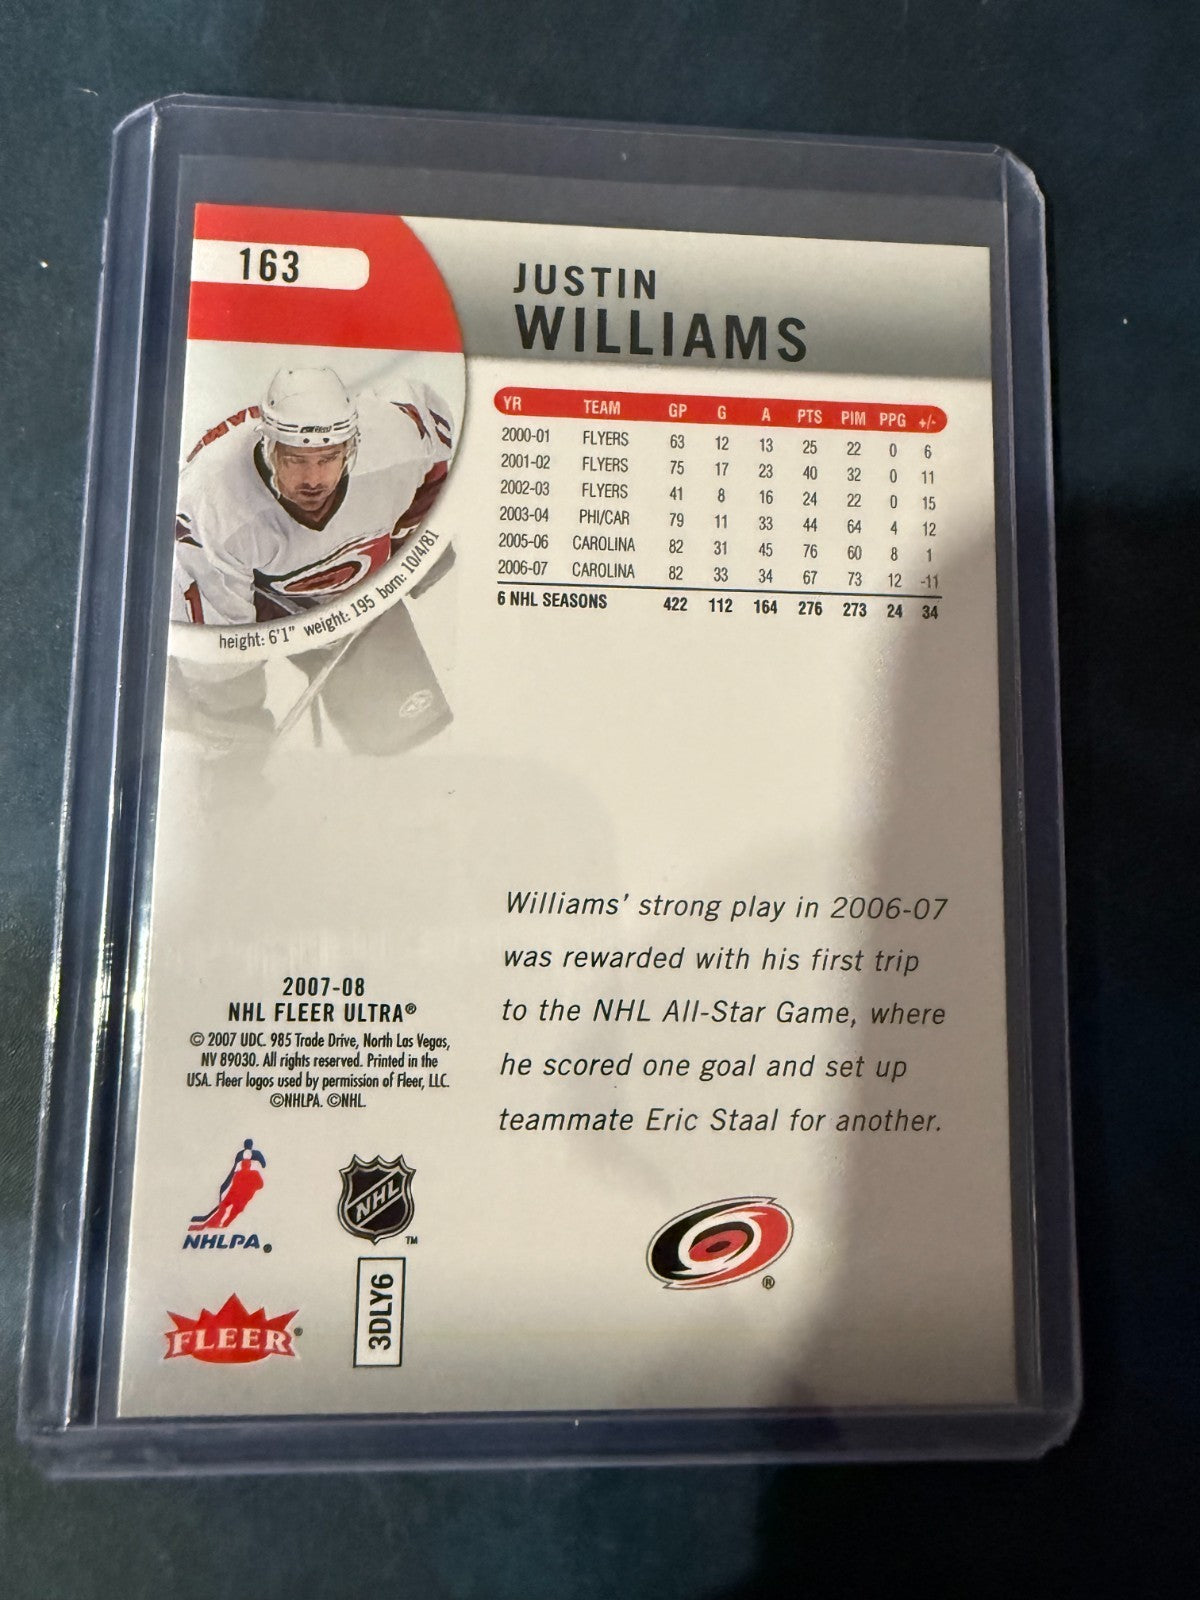 163
JUSTIN
WILLIAMS
YR TEAM GP G A PTS PIM PPG +/-
2000-01 FLYERS 63 12 13 25 22 0 6
2001-02 FLYERS 75 17 23 40 32 0 11
2002-03 FLYERS 41 8 16 24 22 0 15
2003-04 PHI/CAR 79 11 33 44 64 4 12
2005-06 CAROLINA 82 31 45 76 60 8 1
2006-07 CAROLINA 82 33 34 67 73 12 -11
6 NHL SEASONS 422 112 164 276 273 24 34
height: 6'1" weight: 195 born: 10/4/81
Williams' strong play in 2006-07
was rewarded with his first trip
to the NHL All-Star Game, where
he scored one goal and set up
teammate Eric Staal for another.
2007-08
NHL FLEER ULTRA®
© 2007 UDC. 985 Trade Drive, North Las Vegas,
NV 89030. All rights reserved. Printed in the
USA. Fleer logos used by permission of Fleer, LLC.
©NHLPA. ©NHL.
NHLPA®
NHL TM
®
FLEER®
3DLY6